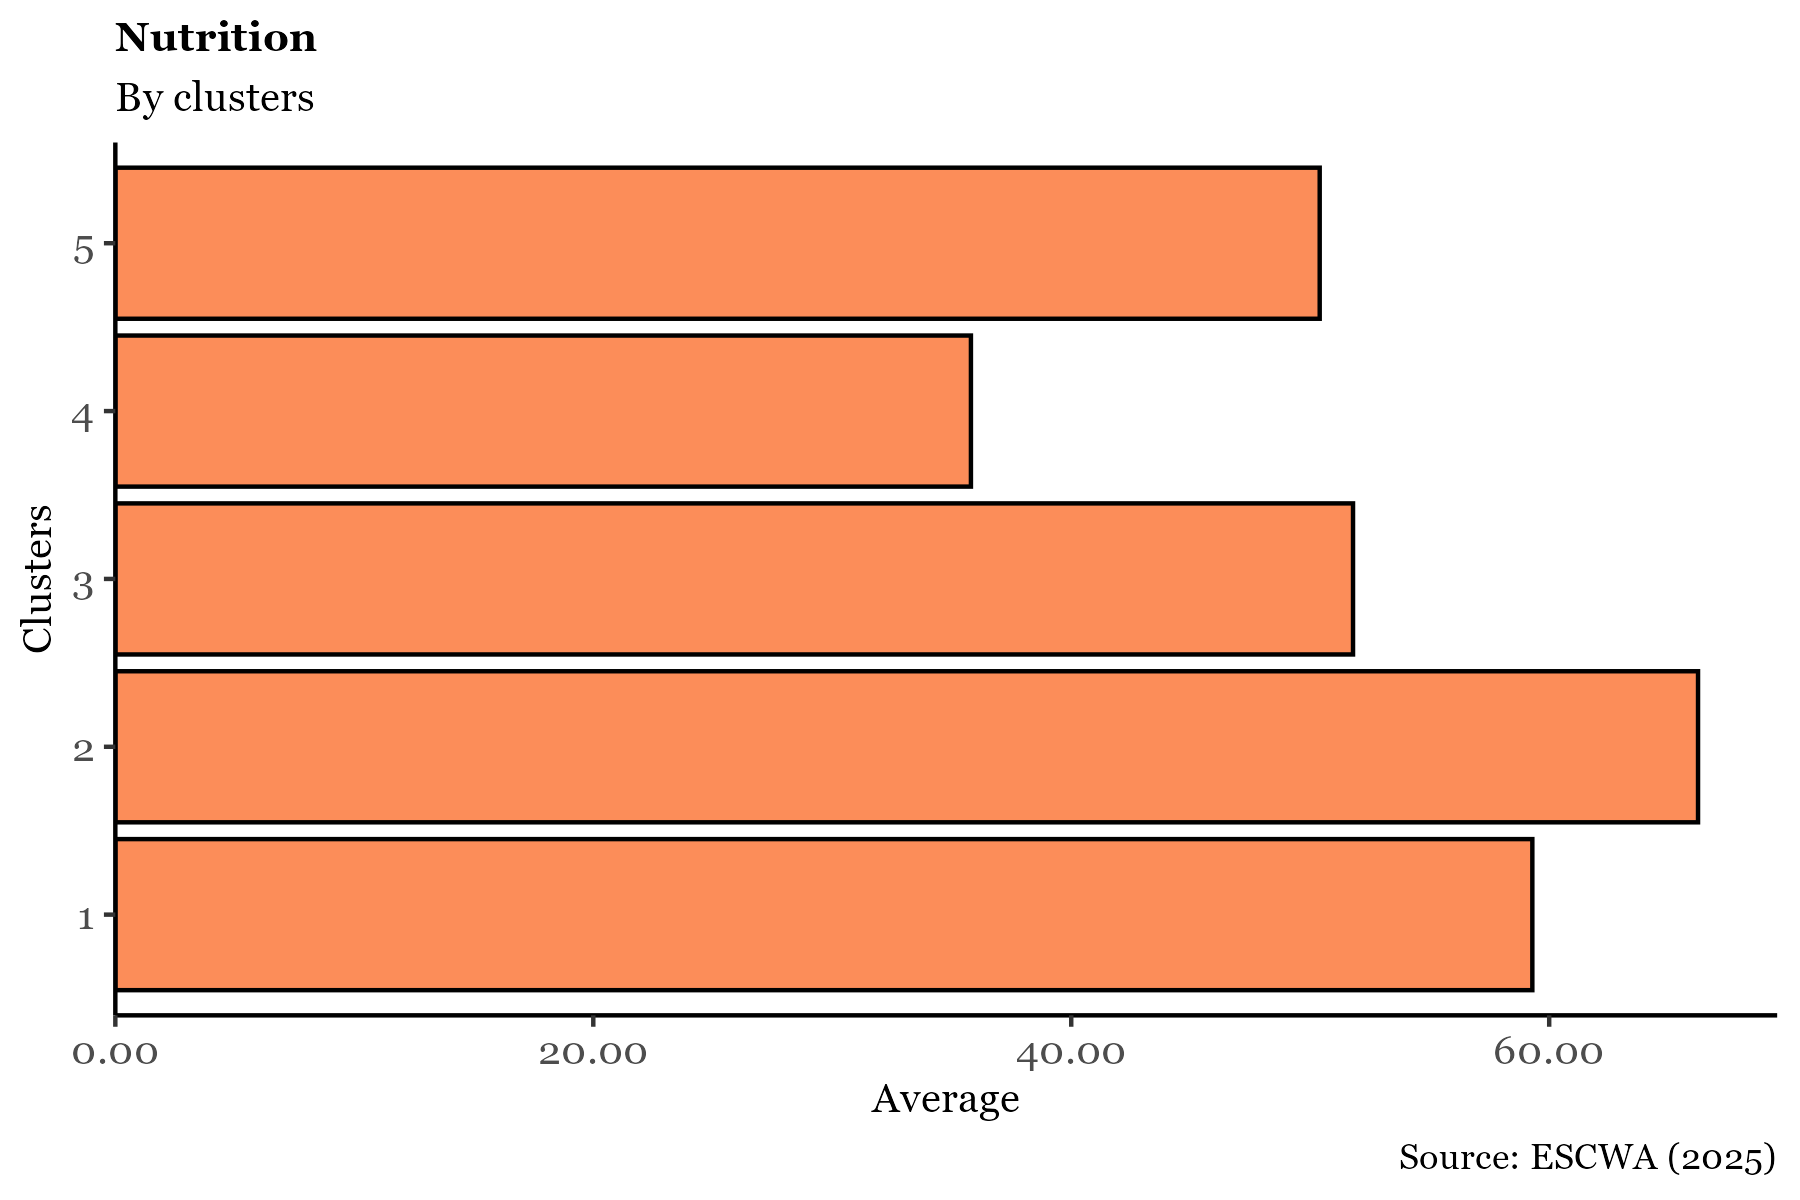 Nutrition
By clusters
5
4
3
2
1
Clusters
0.00 20.00 40.00 60.00
Average
Source: ESCWA (2025)